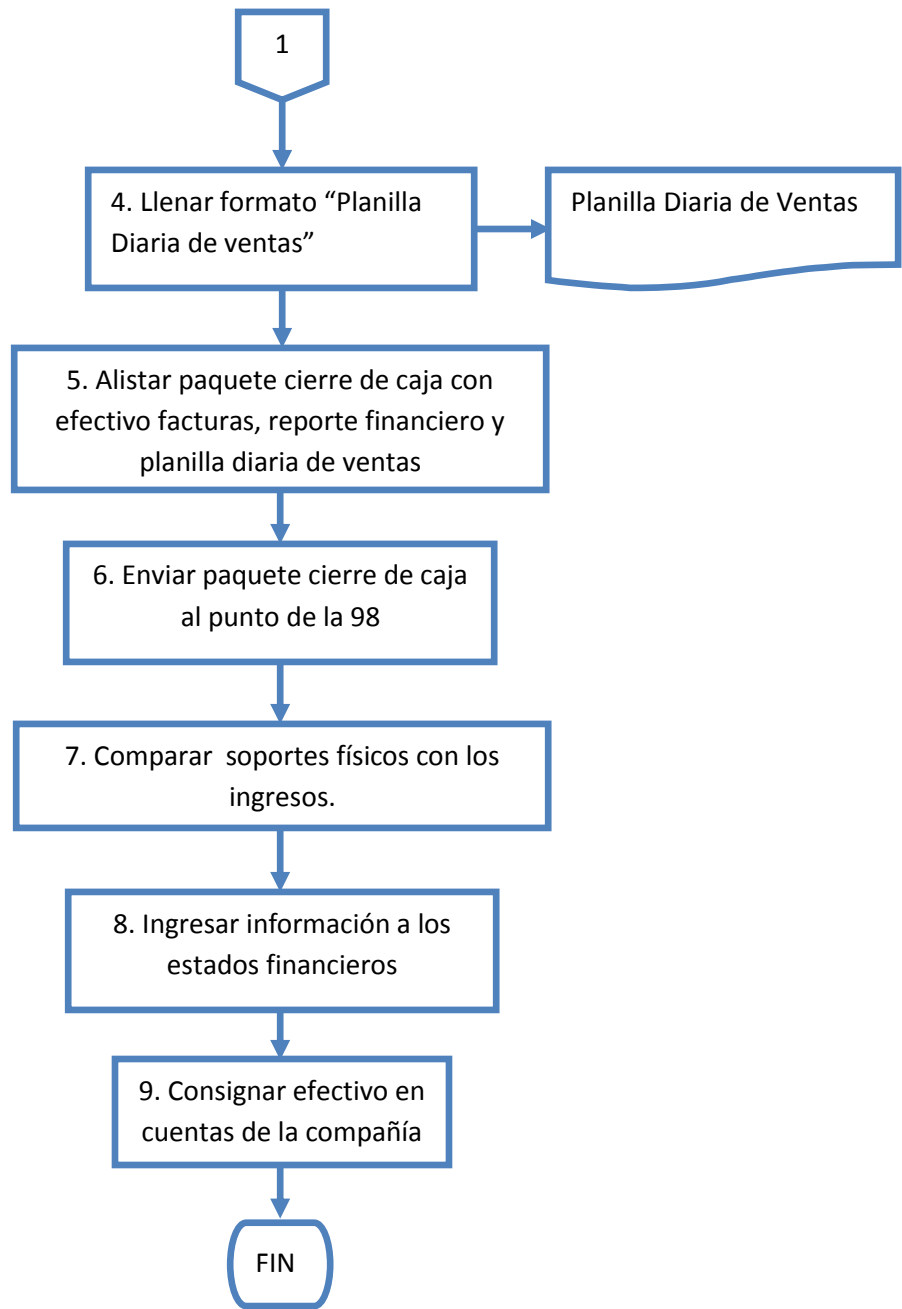 1
4. Llenar formato “Planilla
Diaria de ventas”
Planilla Diaria de Ventas
5. Alistar paquete cierre de caja con
efectivo facturas, reporte financiero y
planilla diaria de ventas
6. Enviar paquete cierre de caja
al punto de la 98
7. Comparar  soportes físicos con los
ingresos.
8. Ingresar información a los
estados financieros
9. Consignar efectivo en
cuentas de la compañía
FIN